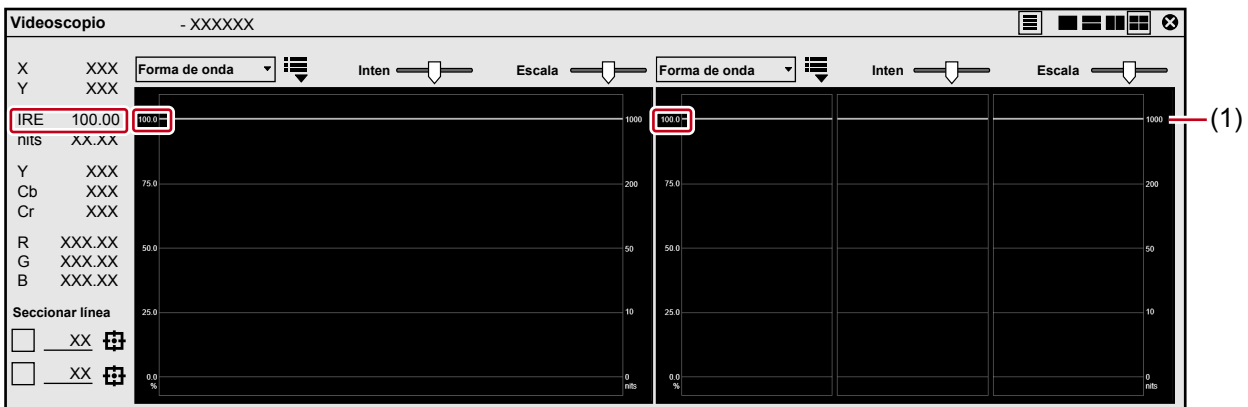 Videoscopio - XXXXXX
X XXX
Y XXX
IRE 100.00
nits XX.XX
Y XXX
Cb XXX
Cr XXX
R XXX.XX
G XXX.XX
B XXX.XX
Seccionar línea
XX
XX
Forma de onda Inten Escala
100.0 1000
75.0 200
50.0 50
25.0 10
0.0 0
% nits
Forma de onda Inten Escala
100.0 1000
75.0 200
50.0 50
25.0 10
0.0 0
% nits
(1)